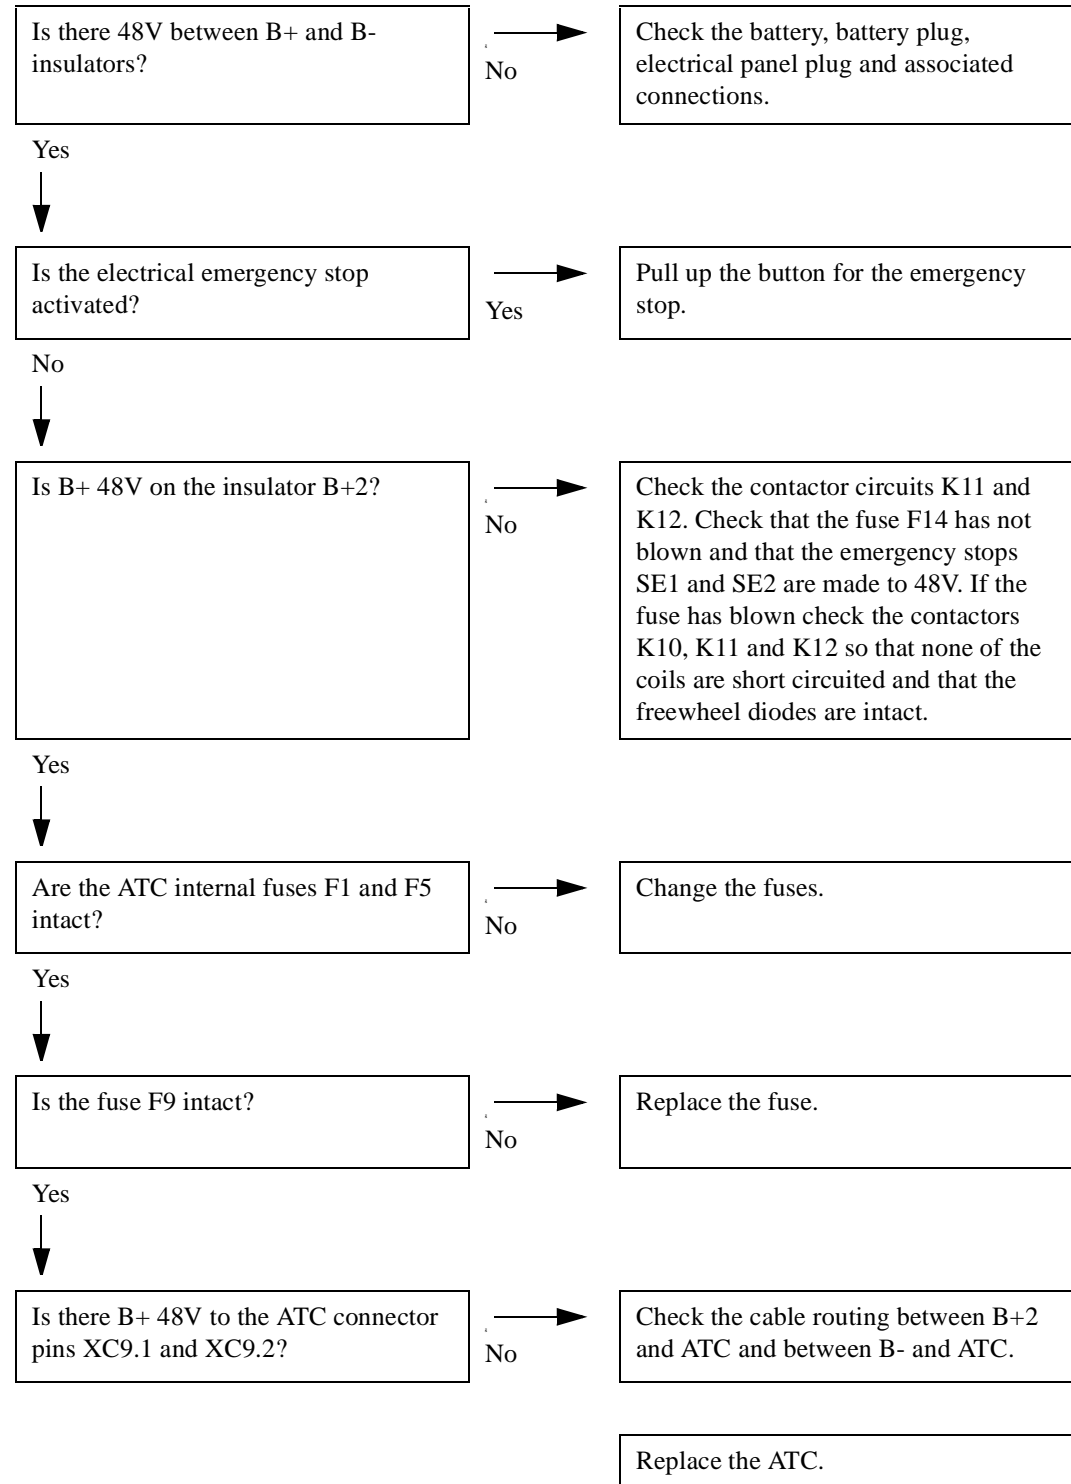 Is there 48V between B+ and B-
insulators?
No
Check the battery, battery plug,
electrical panel plug and associated
connections.
Yes
Is the electrical emergency stop
activated?
Yes
Pull up the button for the emergency
stop.
No
Is B+ 48V on the insulator B+2?
No
Check the contactor circuits K11 and
K12. Check that the fuse F14 has not
blown and that the emergency stops
SE1 and SE2 are made to 48V. If the
fuse has blown check the contactors
K10, K11 and K12 so that none of the
coils are short circuited and that the
freewheel diodes are intact.
Yes
Are the ATC internal fuses F1 and F5
intact?
No
Change the fuses.
Yes
Is the fuse F9 intact?
No
Replace the fuse.
Yes
Is there B+ 48V to the ATC connector
pins XC9.1 and XC9.2?
No
Check the cable routing between B+2
and ATC and between B- and ATC.
Replace the ATC.